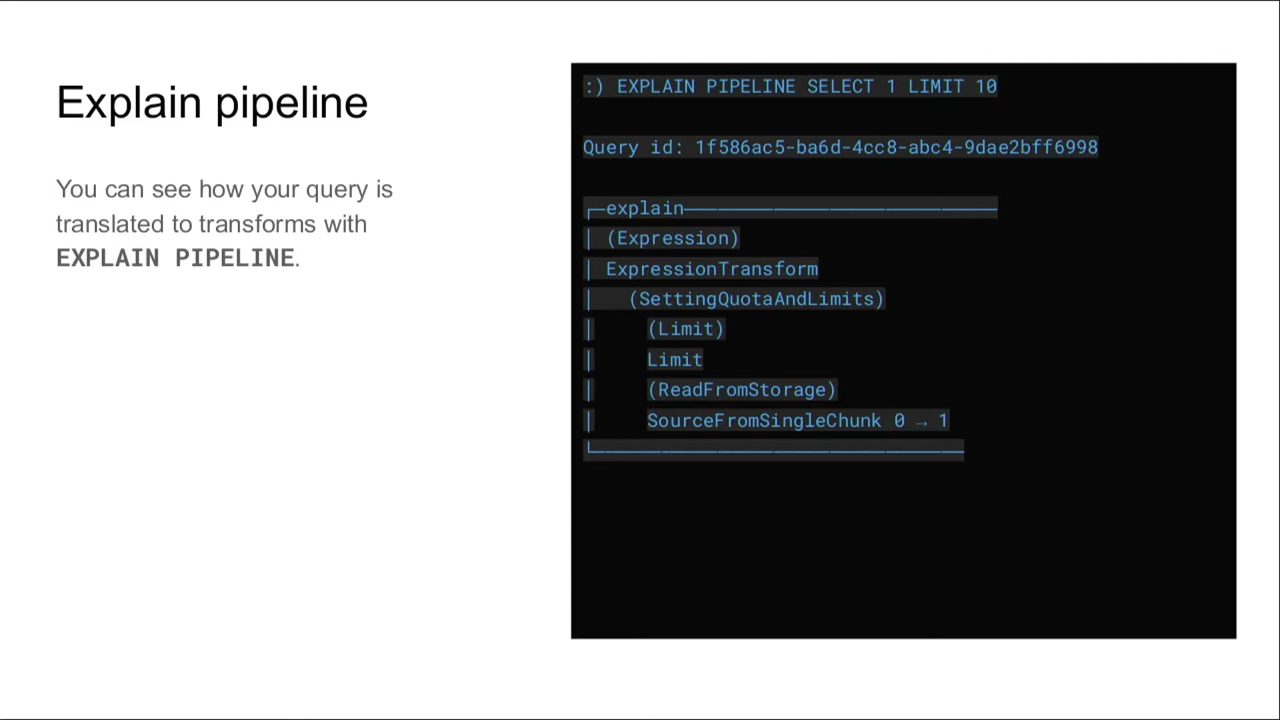 Explain pipeline
You can see how your query is
translated to transforms with
EXPLAIN PIPELINE.
:) EXPLAIN PIPELINE SELECT 1 LIMIT 10
Query id: 1f586ac5-ba6d-4cc8-abc4-9dae2bff6998
┌─explain────────────────────────────
│ (Expression)
│ ExpressionTransform
│   (SettingQuotaAndLimits)
│     (Limit)
│     Limit
│     (ReadFromStorage)
│     SourceFromSingleChunk 0 → 1
└─────────────────────────────────